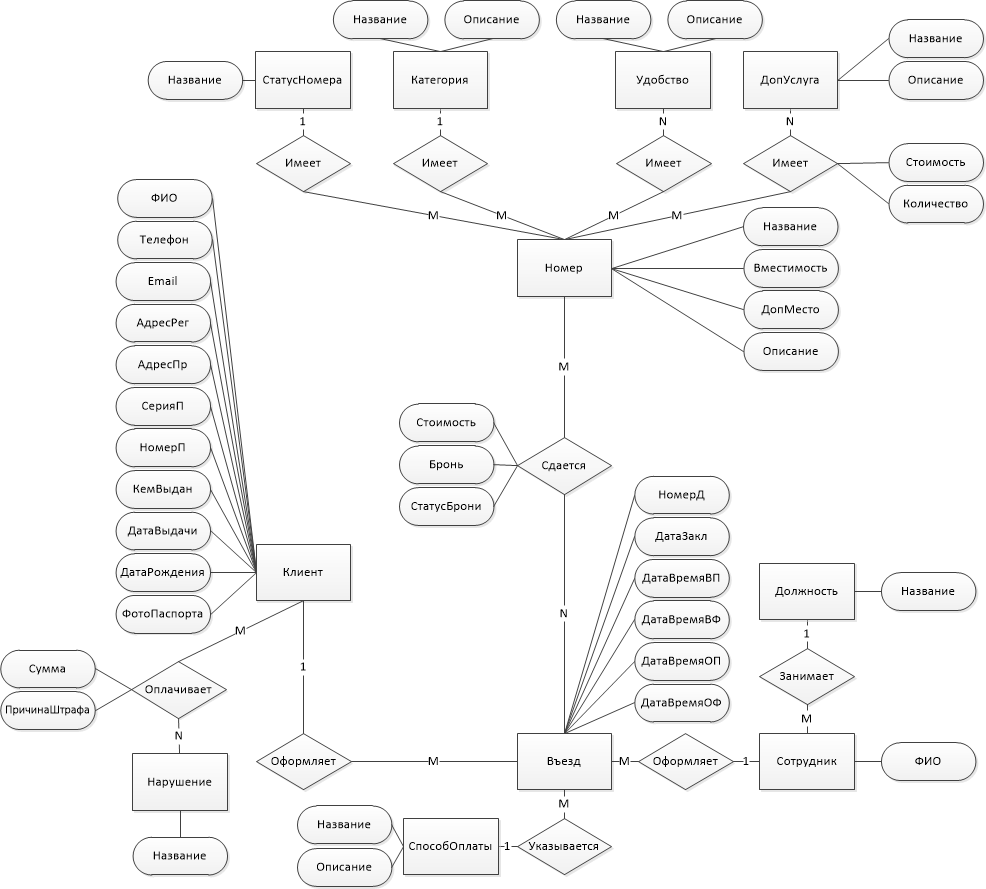 Название
Описание
Название
Описание
Название
Описание
Название
СтатусНомера
Категория
Удобство
ДопУслуга
1
1
N
N
Имеет
Имеет
Имеет
Имеет
Стоимость
Количество
М
М
М
М
ФИО
Телефон
Email
АдресРег
АдресПр
СерияП
НомерП
КемВыдан
ДатаВыдачи
ДатаРождения
ФотоПаспорта
Номер
Название
Вместимость
ДопМесто
Описание
М
Стоимость
Бронь
СтатусБрони
Сдается
N
НомерД
ДатаЗакл
ДатаВремяВП
ДатаВремяВФ
ДатаВремяОП
ДатаВремяОФ
Клиент
М
1
Сумма
ПричинаШтрафа
Оплачивает
N
Нарушение
Название
Оформляет
М
Въезд
М
Оформляет
1
Сотрудник
ФИО
М
Занимает
1
Должность
Название
М
Название
Описание
СпособОплаты
1
Указывается